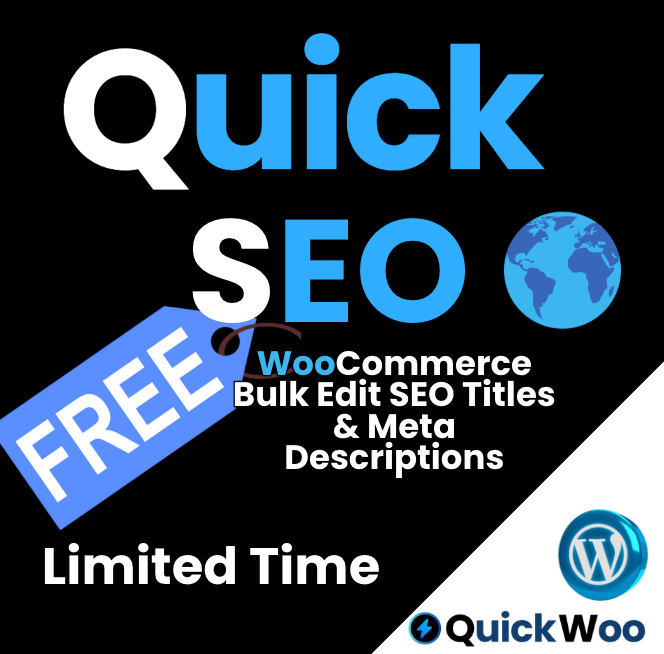 Quick
SEO
FREE
WooCommerce
Bulk Edit SEO Titles
& Meta
Descriptions
Limited Time
W
QuickWoo